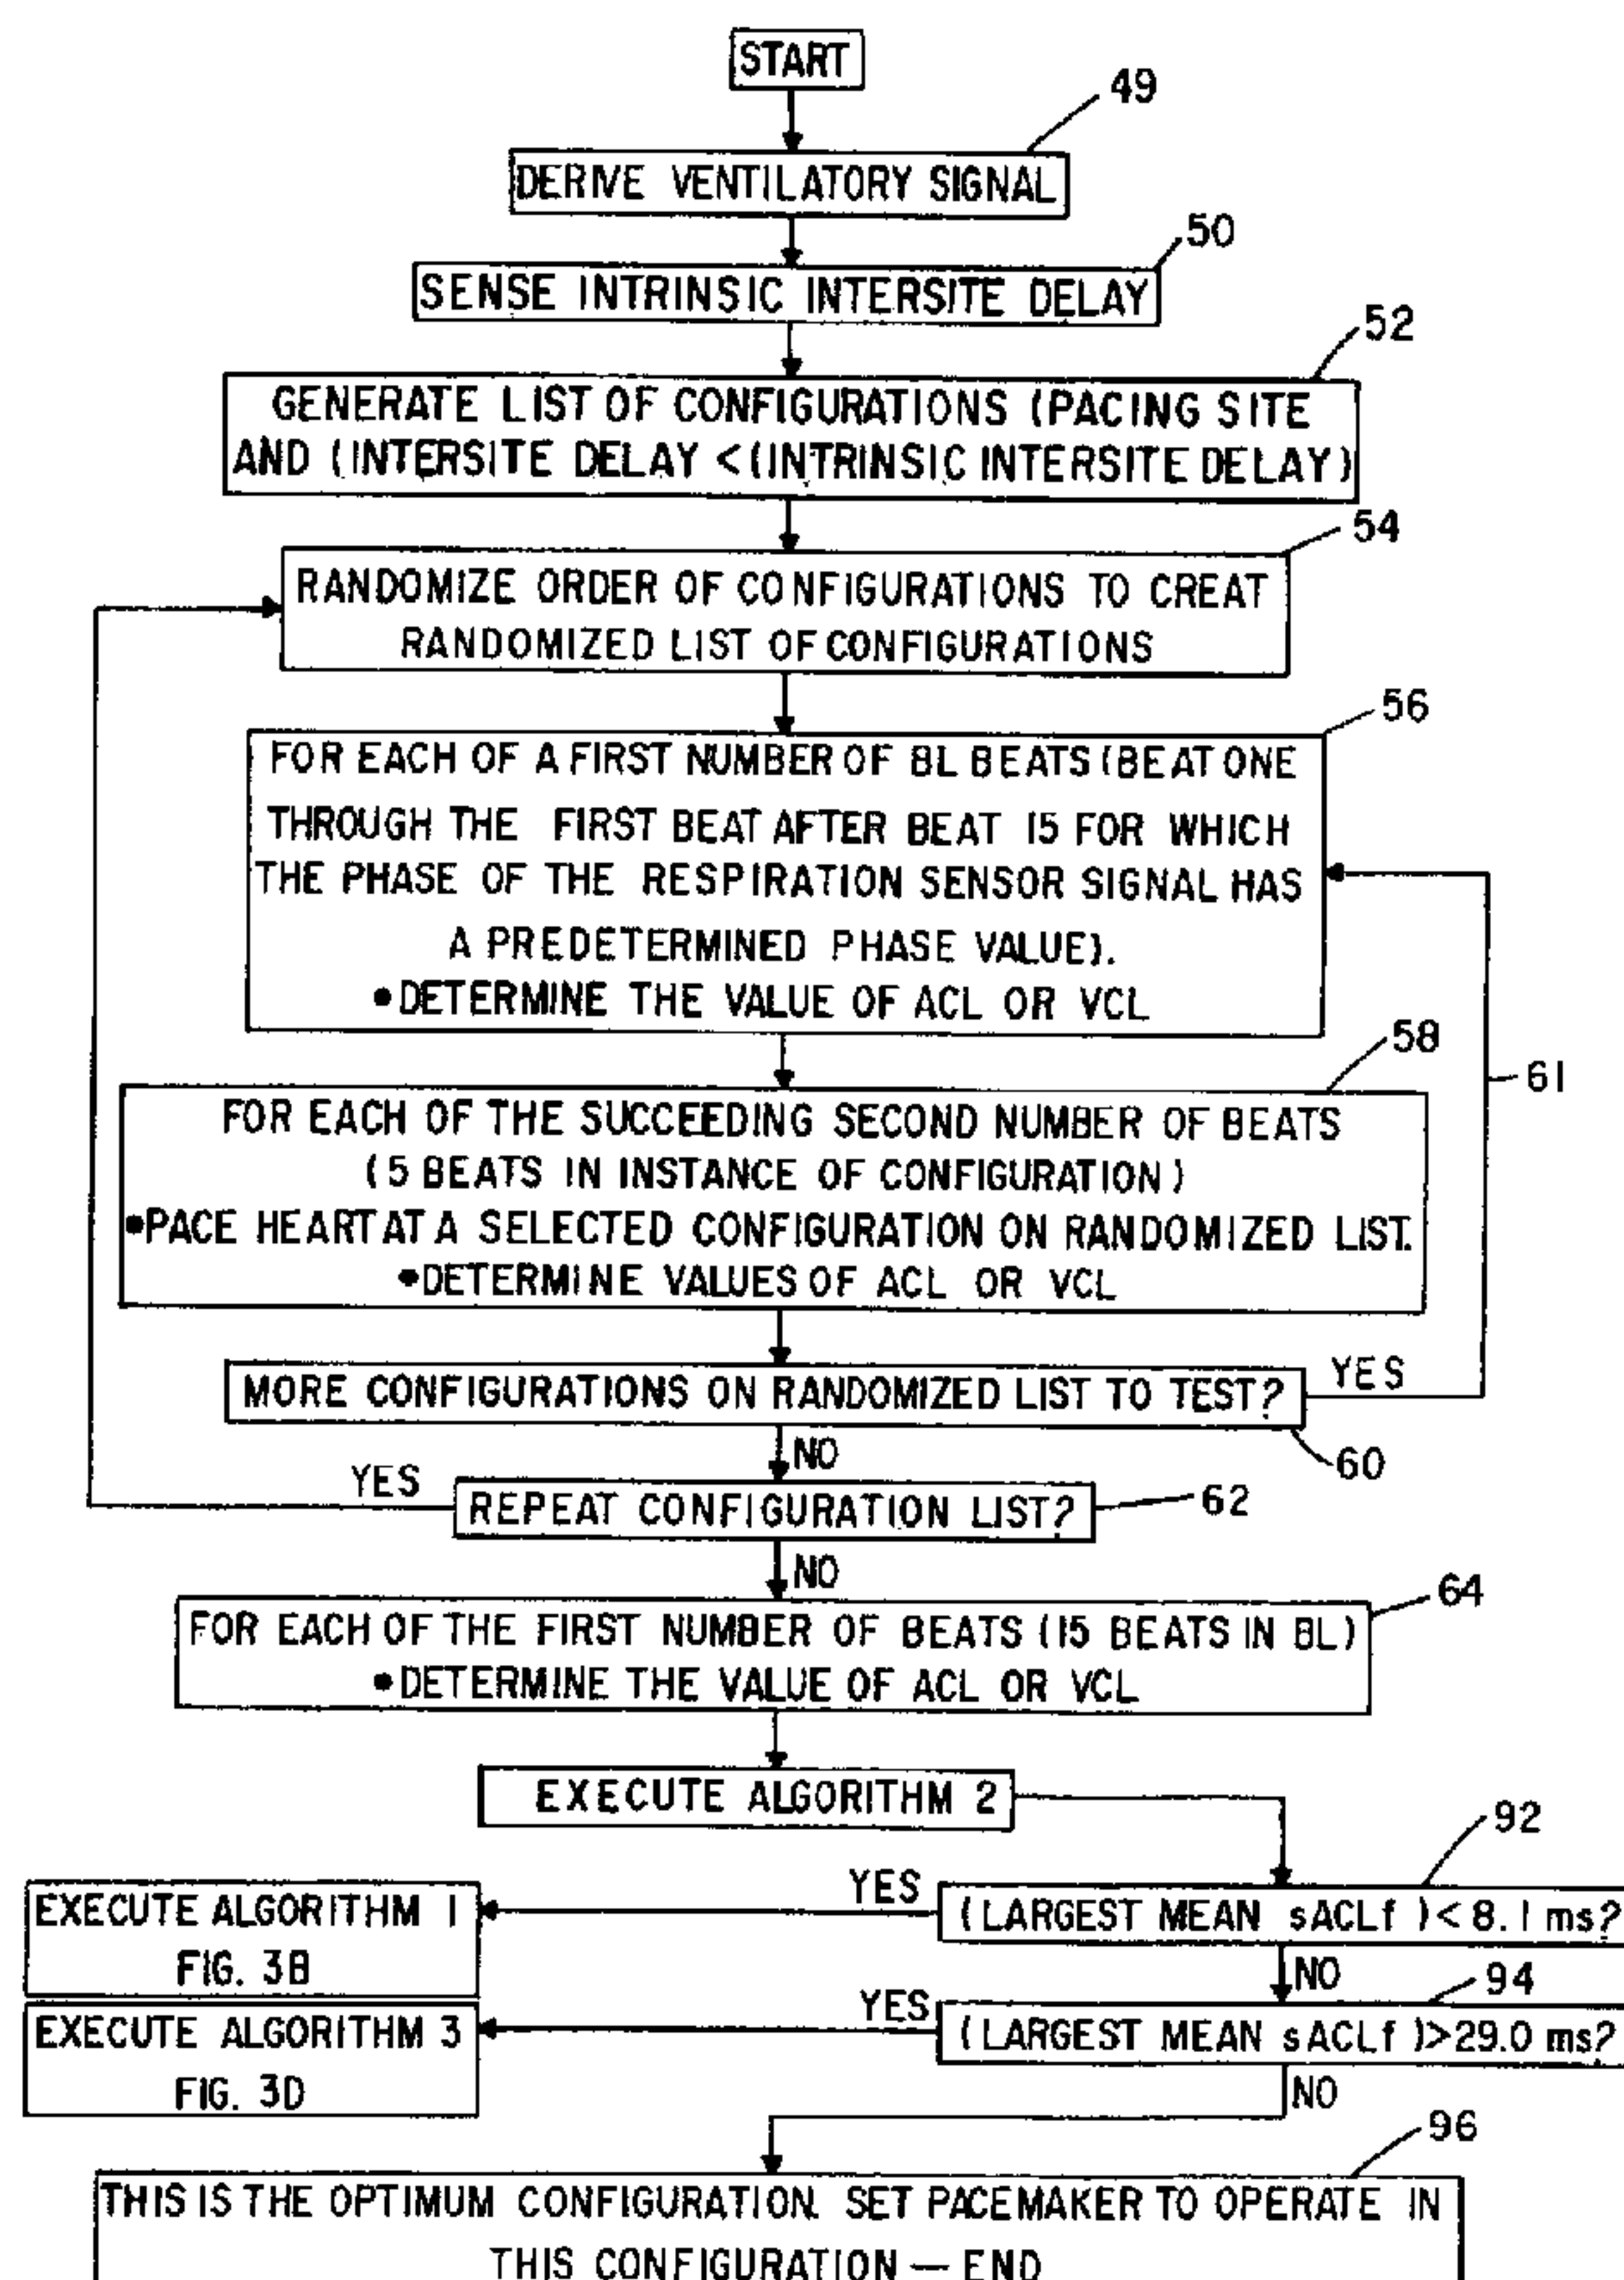 START
49
DERIVE VENTILATORY SIGNAL
50
SENSE INTRINSIC INTERSITE DELAY
52
GENERATE LIST OF CONFIGURATIONS (PACING SITE
AND (INTERSITE DELAY <(INTRINSIC INTERSITE DELAY)
54
RANDOMIZE ORDER OF CONFIGURATIONS TO CREAT
RANDOMIZED LIST OF CONFIGURATIONS
56
FOR EACH OF A FIRST NUMBER OF BL BEATS (BEAT ONE
THROUGH THE FIRST BEAT AFTER BEAT 15 FOR WHICH
THE PHASE OF THE RESPIRATION SENSOR SIGNAL HAS
A PREDETERMINED PHASE VALUE).
•DETERMINE THE VALUE OF ACL OR VCL
58
61
FOR EACH OF THE SUCCEEDING SECOND NUMBER OF BEATS
(5 BEATS IN INSTANCE OF CONFIGURATION)
•PACE HEART AT A SELECTED CONFIGURATION ON RANDOMIZED LIST.
•DETERMINE VALUES OF ACL OR VCL
MORE CONFIGURATIONS ON RANDOMIZED LIST TO TEST?
YES
NO
60
YES
REPEAT CONFIGURATION LIST?
62
NO
64
FOR EACH OF THE FIRST NUMBER OF BEATS (15 BEATS IN BL)
•DETERMINE THE VALUE OF ACL OR VCL
EXECUTE ALGORITHM 2
92
EXECUTE ALGORITHM 1
FIG. 3B
YES
(LARGEST MEAN sACLf )< 8.1 ms?
NO
94
EXECUTE ALGORITHM 3
FIG. 3D
YES
(LARGEST MEAN sACLf )>29.0 ms?
NO
96
THIS IS THE OPTIMUM CONFIGURATION. SET PACEMAKER TO OPERATE IN
THIS CONFIGURATION — END